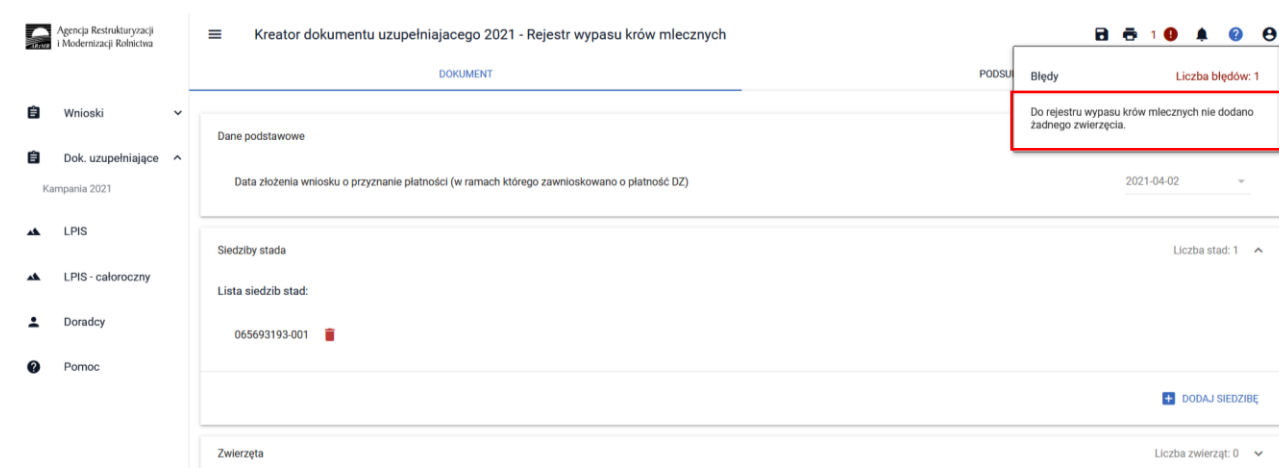 Agencja Restrukturyzacji
i Modernizacji Rolnictwa
Kreator dokumentu uzupełniajacego 2021 - Rejestr wypasu krów mlecznych
1
DOKUMENT
PODSU
Błędy
Liczba błędów: 1
Do rejestru wypasu krów mlecznych nie dodano
żadnego zwierzęcia.
Wnioski
Dok. uzupełniające
Kampania 2021
LPIS
LPIS - całoroczny
Doradcy
Pomoc
Dane podstawowe
Data złożenia wniosku o przyznanie płatności (w ramach którego zawnioskowano o płatność DZ)
2021-04-02
Siedziby stada
Liczba stad: 1
Lista siedzib stad:
065693193-001
DODAJ SIEDZIBĘ
Zwierzęta
Liczba zwierząt: 0